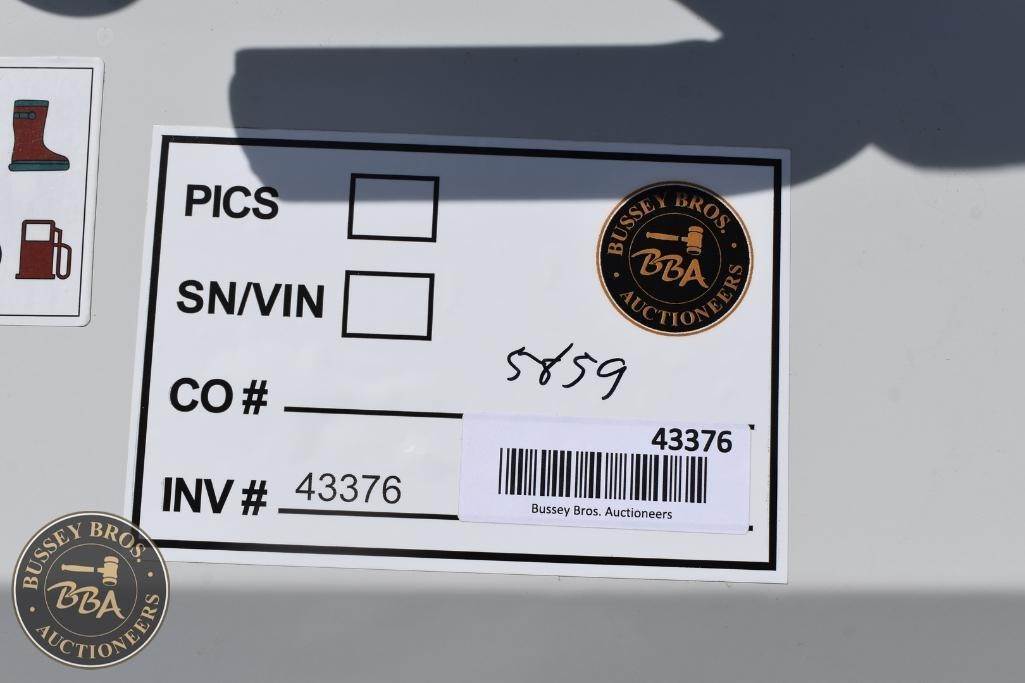 PICS
BUSSEY BROS.
BBA
AUCTIONEERS
SN/VIN
CO #
5859
43376
INV # 43376
Bussey Bros. Auctioneers
BUSSEY BROS.
BBA
AUCTIONEERS